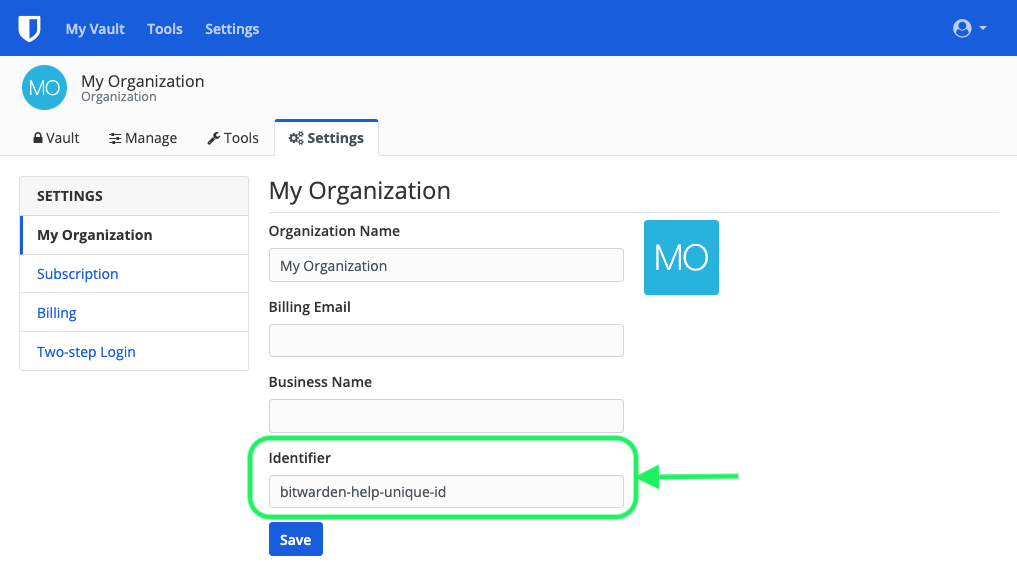 My Vault Tools Settings
MO
My Organization
Organization
Vault Manage Tools Settings
SETTINGS
My Organization
Subscription
Billing
Two-step Login
My Organization
Organization Name
My Organization
MO
Billing Email
Business Name
Identifier
bitwarden-help-unique-id
Save